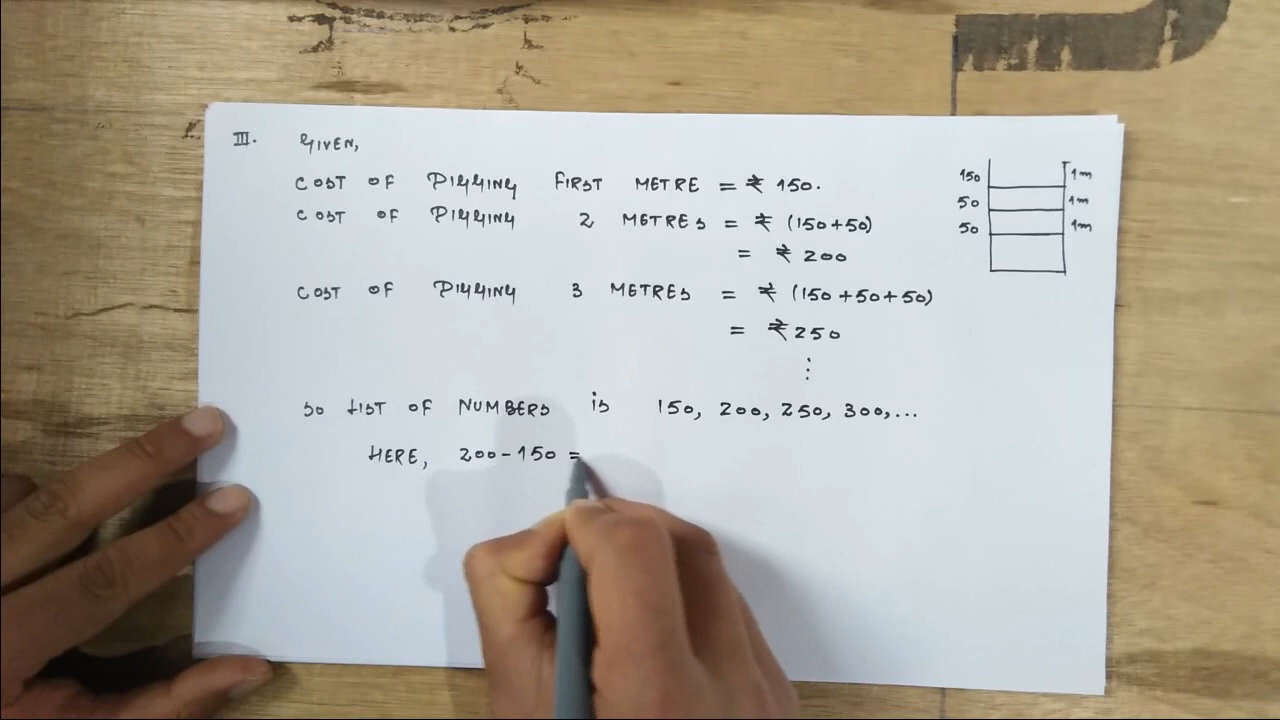 III. GIVEN,
COST OF DIGGING FIRST METRE = ₹ 150.
COST OF DIGGING 2 METRES = ₹ (150+50)
= ₹ 200
COST OF DIGGING 3 METRES = ₹ (150+50+50)
= ₹ 250
⋮
SO LIST OF NUMBERS is 150, 200, 250, 300,...
HERE, 200-150 =
150 1m
50 1m
50 1m